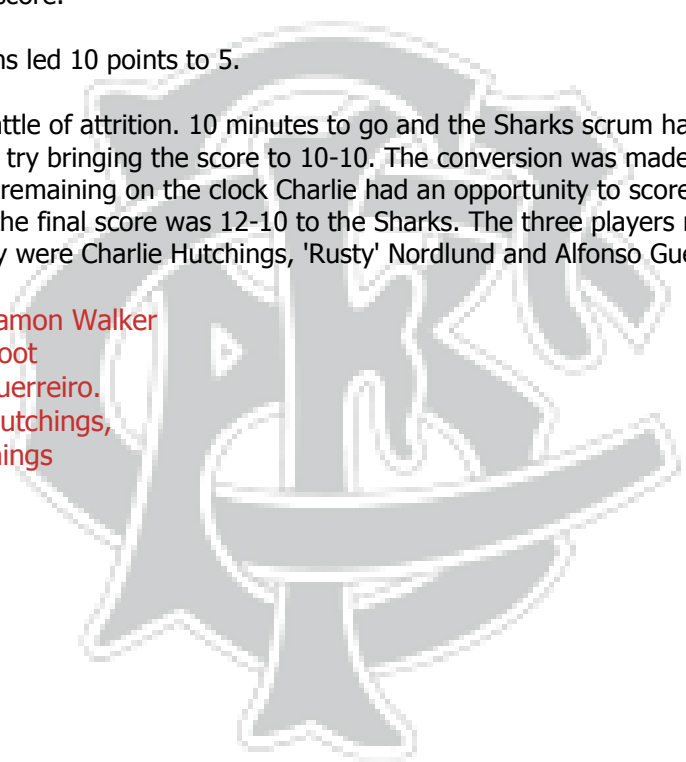 score.
ns led 10 points to 5.
attle of attrition. 10 minutes to go and the Sharks scrum ha
try bringing the score to 10-10. The conversion was made
remaining on the clock Charlie had an opportunity to score
he final score was 12-10 to the Sharks. The three players
y were Charlie Hutchings, 'Rusty' Nordlund and Alfonso Gue
amon Walker
oot
uerreiro.
utchings,
ings